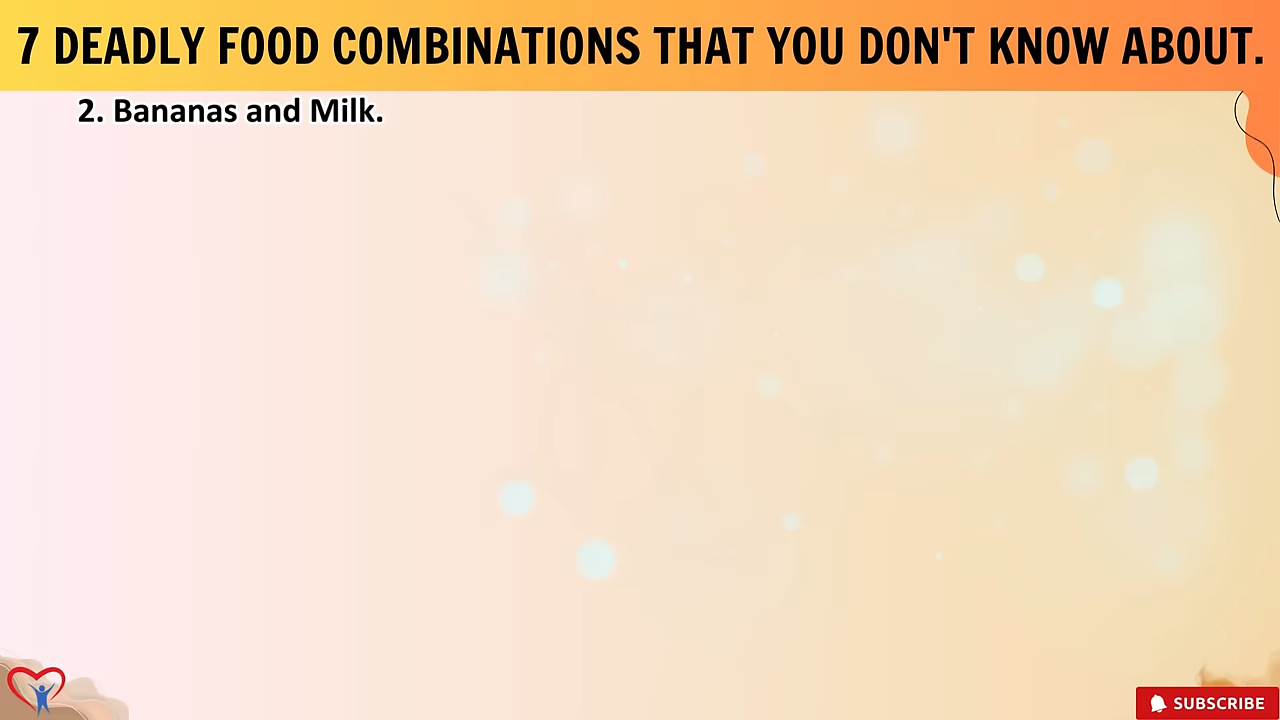 7 DEADLY FOOD COMBINATIONS THAT YOU DON'T KNOW ABOUT.
2. Bananas and Milk.
SUBSCRIBE